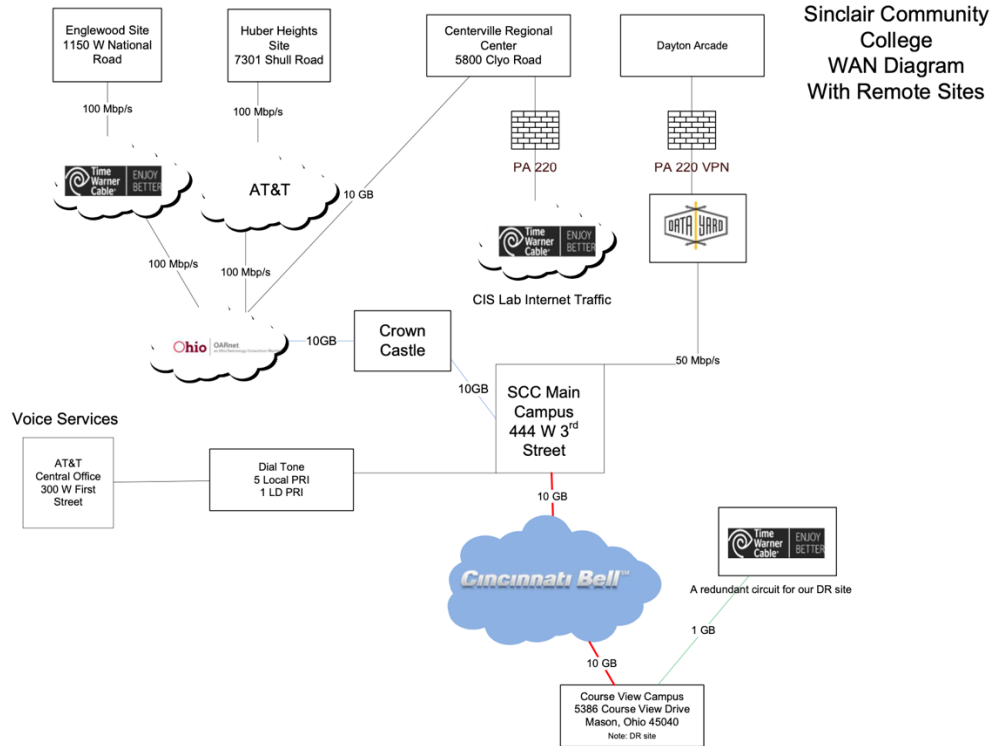 Sinclair Community
College
WAN Diagram
With Remote Sites
Englewood Site
1150 W National
Road
Huber Heights
Site
7301 Shull Road
Centerville Regional
Center
5800 Clyo Road
Dayton Arcade
100 Mbp/s
100 Mbp/s
10 GB
PA 220
PA 220 VPN
Time
Warner
Cable®
ENJOY
BETTER
AT&T
DATA YARD
Time
Warner
Cable®
ENJOY
BETTER
CIS Lab Internet Traffic
100 Mbp/s
100 Mbp/s
Ohio
OARnet
10GB
Crown
Castle
10GB
50 Mbp/s
SCC Main
Campus
444 W 3rd
Street
Voice Services
AT&T
Central Office
300 W First
Street
Dial Tone
5 Local PRI
1 LD PRI
10 GB
Cincinnati Bell™
Time
Warner
Cable®
ENJOY
BETTER
A redundant circuit for our DR site
1 GB
10 GB
Course View Campus
5386 Course View Drive
Mason, Ohio 45040
Note: DR site